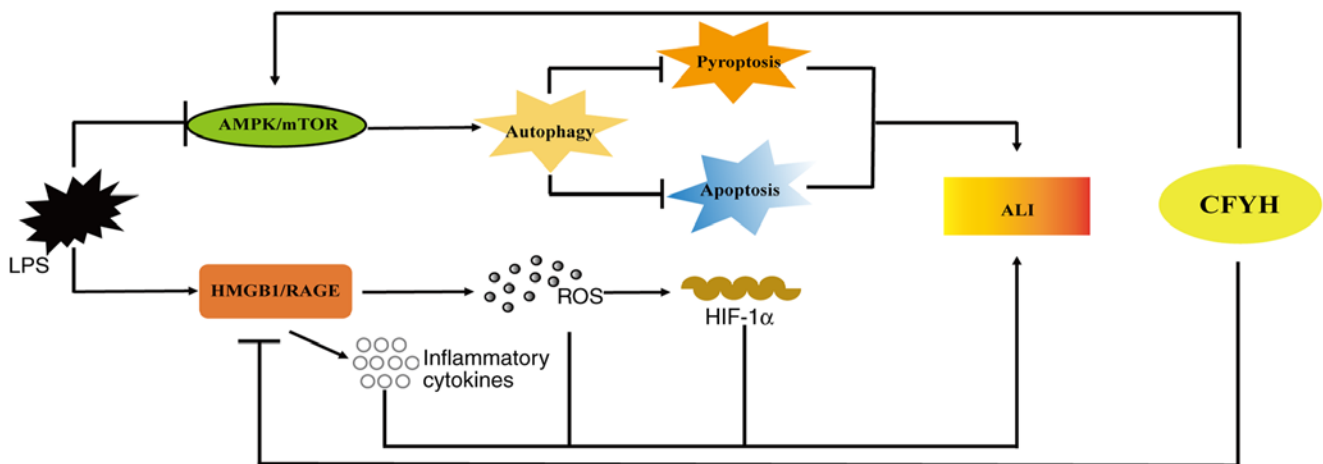 Pyroptosis
AMPK/mTOR
Autophagy
Apoptosis
ALI
CFYH
LPS
HMGB1/RAGE
ROS
HIF-1α
Inflammatory
cytokines